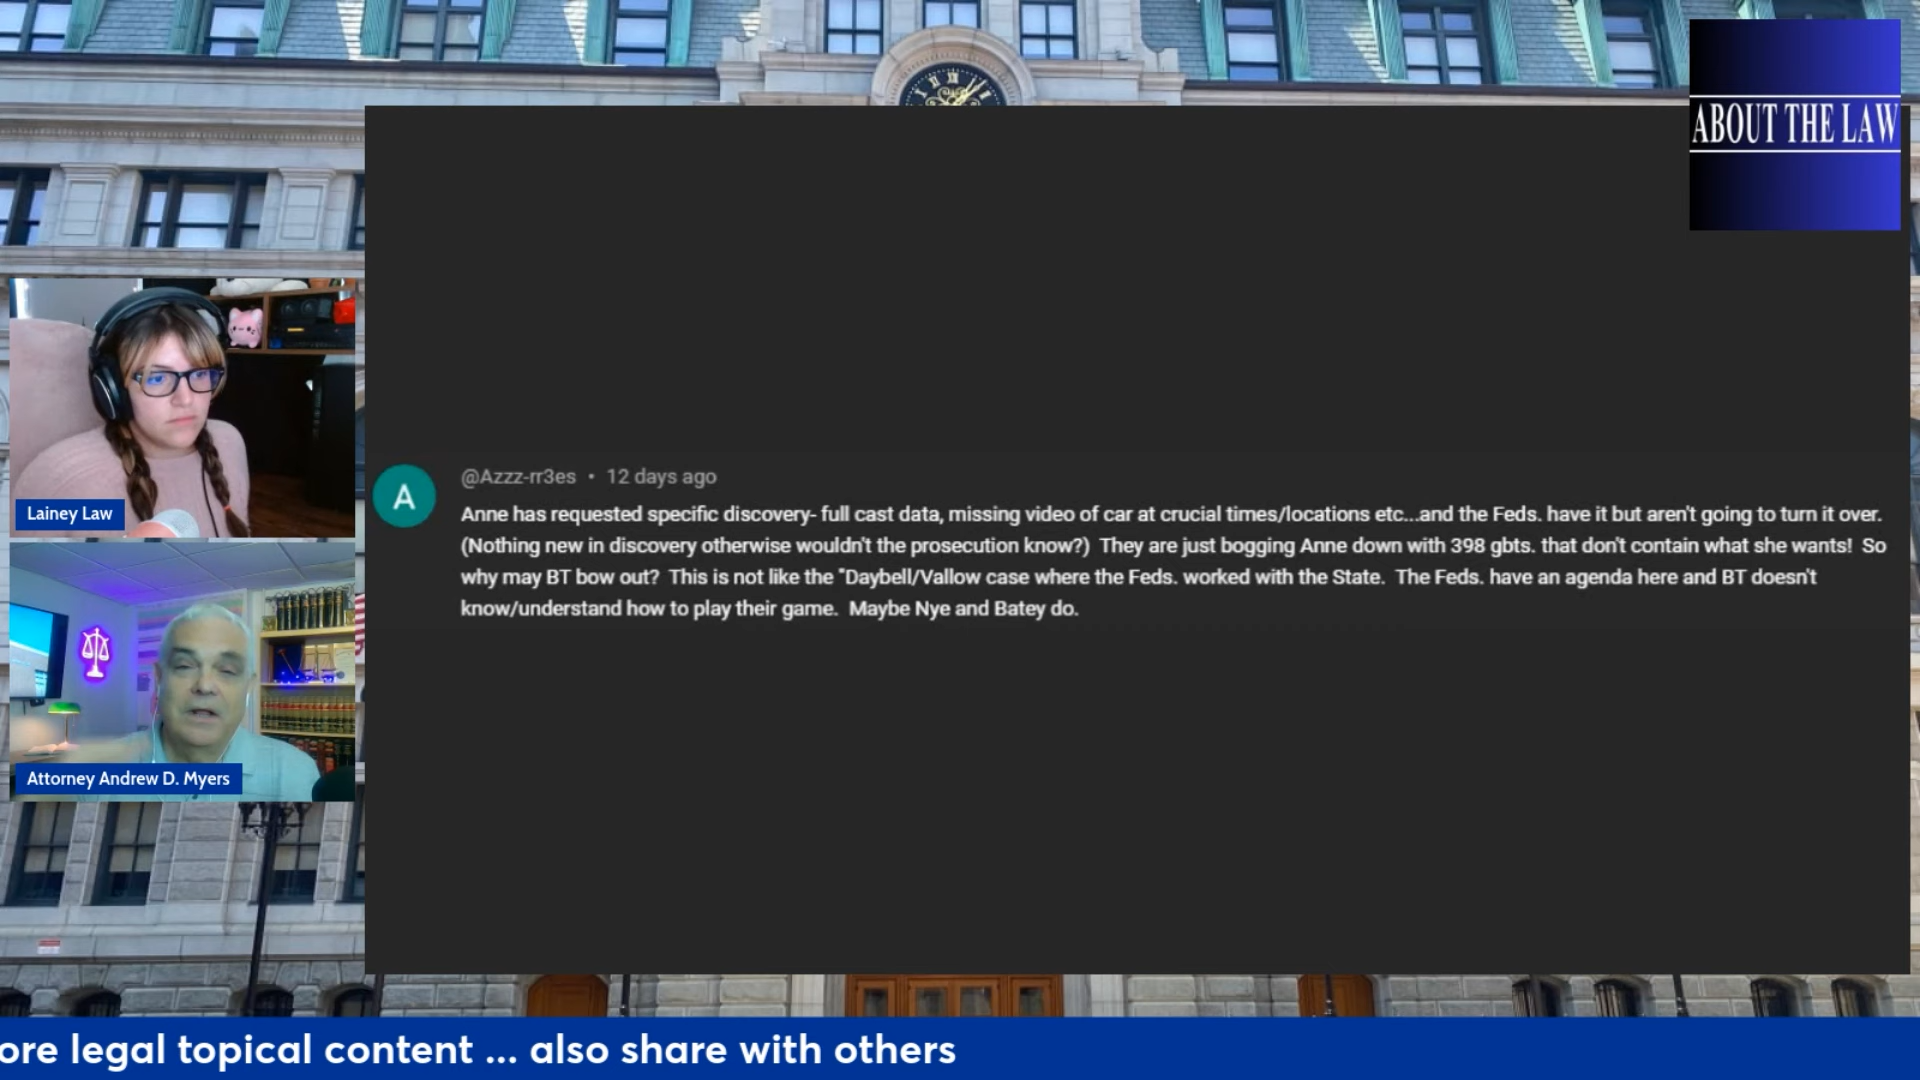 ABOUT THE LAW
@Azzz-rr3es • 12 days ago
A
Anne has requested specific discovery- full cast data, missing video of car at crucial times/locations etc...and the Feds. have it but aren't going to turn it over.
(Nothing new in discovery otherwise wouldn't the prosecution know?) They are just bogging Anne down with 398 gbts. that don't contain what she wants! So
why may BT bow out? This is not like the "Daybell/Vallow case where the Feds. worked with the State. The Feds. have an agenda here and BT doesn't
know/understand how to play their game. Maybe Nye and Batey do.
Lainey Law
Attorney Andrew D. Myers
ore legal topical content ... also share with others